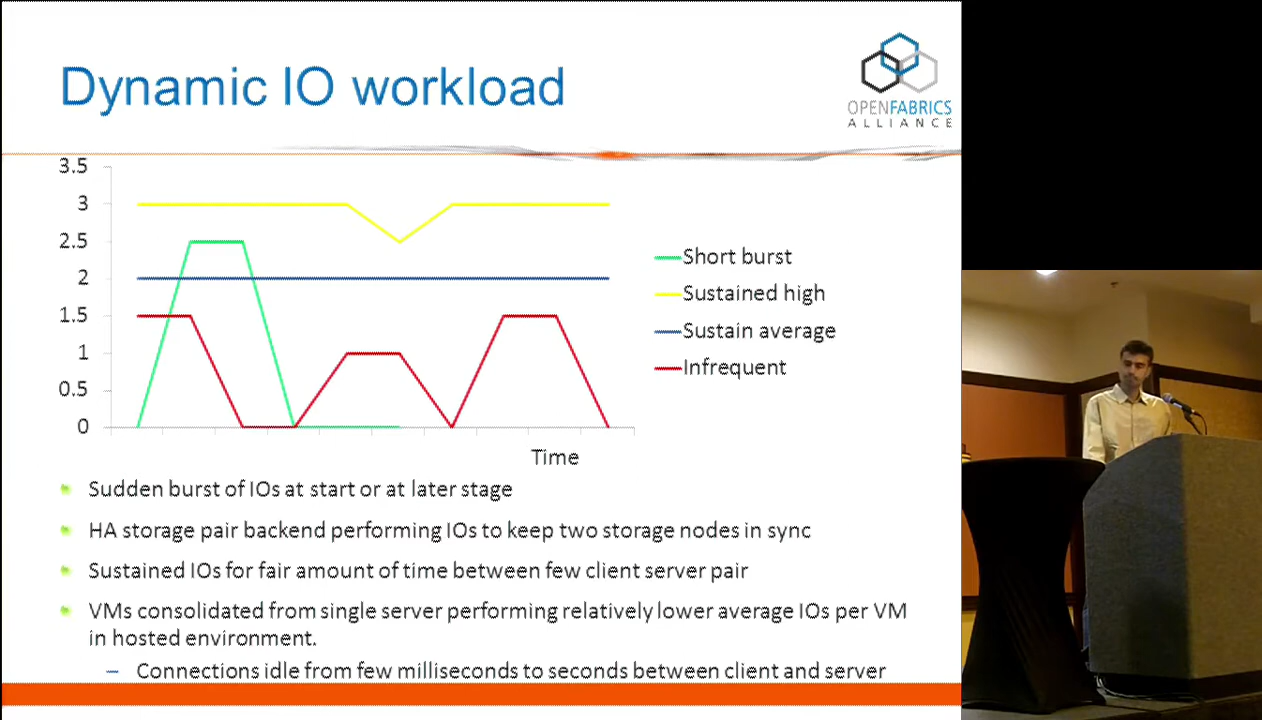 Dynamic IO workload
OPENFABRICS
ALLIANCE
3.5
3
2.5
2
1.5
1
0.5
0
Time
Short burst
Sustained high
Sustain average
Infrequent
Sudden burst of IOs at start or at later stage
HA storage pair backend performing IOs to keep two storage nodes in sync
Sustained IOs for fair amount of time between few client server pair
VMs consolidated from single server performing relatively lower average IOs per VM
in hosted environment.
– Connections idle from few milliseconds to seconds between client and server